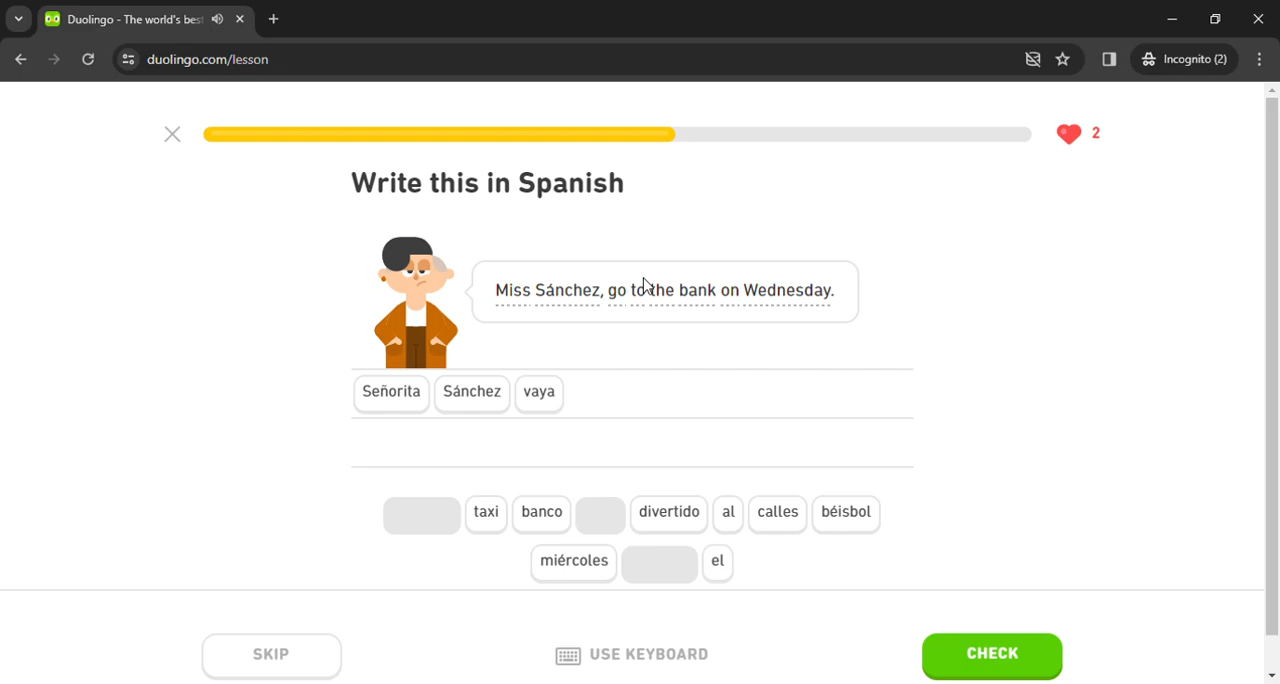 Duolingo - The world's bes
duolingo.com/lesson
Incognito (2)
2
Write this in Spanish
Miss Sánchez, go to the bank on Wednesday.
Señorita Sánchez vaya
taxi banco divertido al calles béisbol
miércoles el
SKIP USE KEYBOARD CHECK